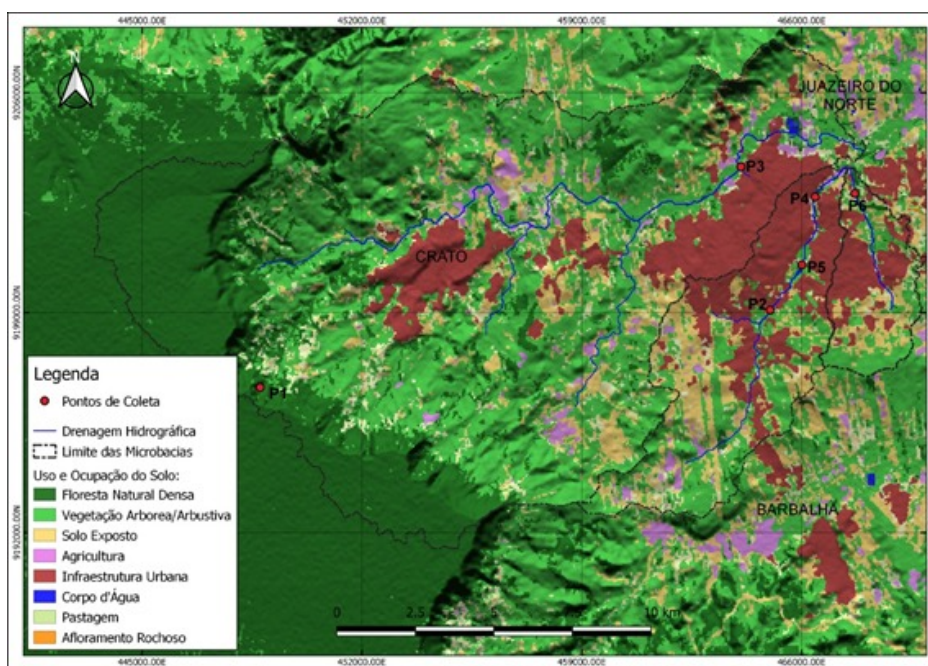 445000.00E 452000.00E 459000.00E 466000.00E
N
9206000.00N
JUAZEIRO DO
NORTE
P3
P4
P6
CRATO
P5
9199000.00N
P2
P1
Legenda
Pontos de Coleta
Drenagem Hidrográfica
Limite das Microbacias
Uso e Ocupação do Solo:
Floresta Natural Densa
Vegetação Arborea/Arbustiva
Solo Exposto
Agricultura
Infraestrutura Urbana
Corpo d'Água
Pastagem
Afloramento Rochoso
BARBALHA
9192000.00N
0 2.5 5 7.5 10 km
445000.00E 452000.00E 459000.00E 466000.00E